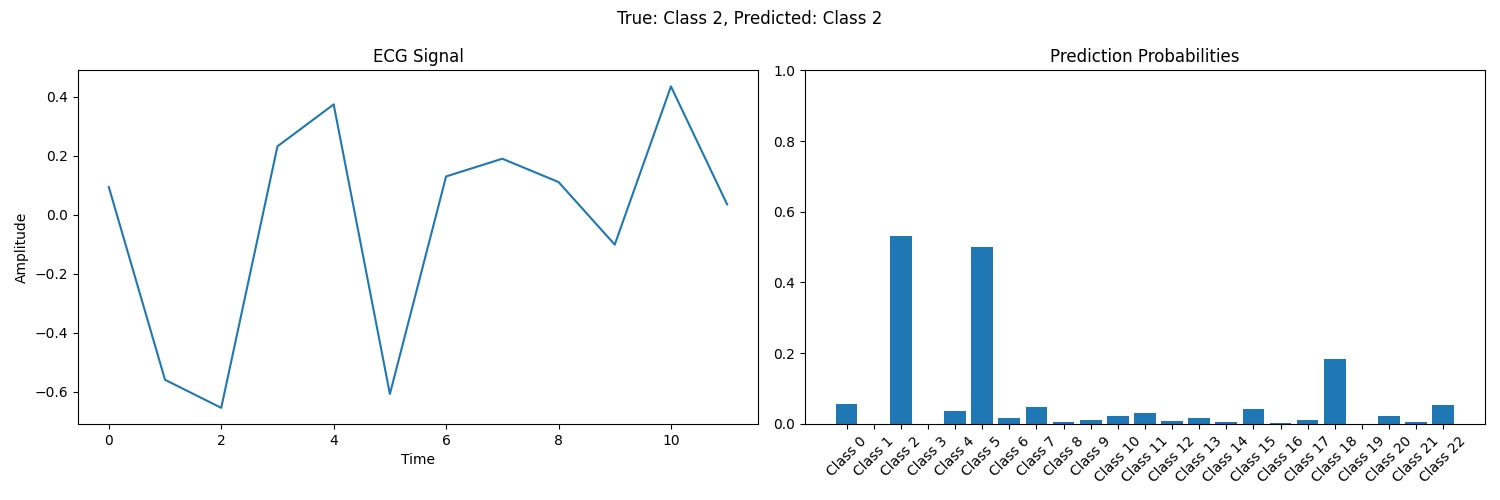 True: Class 2, Predicted: Class 2
ECG Signal
Amplitude
0.4
0.2
0.0
−0.2
−0.4
−0.6
0 2 4 6 8 10
Time
Prediction Probabilities
1.0
0.8
0.6
0.4
0.2
0.0
Class 0 Class 1 Class 2 Class 3 Class 4 Class 5 Class 6 Class 7 Class 8 Class 9 Class 10 Class 11 Class 12 Class 13 Class 14 Class 15 Class 16 Class 17 Class 18 Class 19 Class 20 Class 21 Class 22